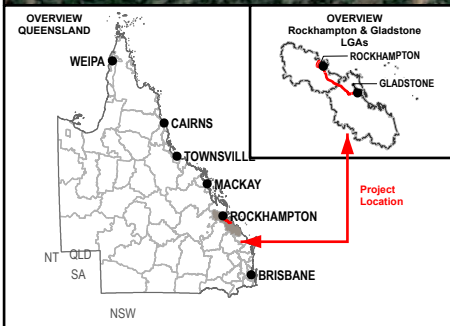 OVERVIEW
QUEENSLAND
WEIPA
CAIRNS
TOWNSVILLE
MACKAY
ROCKHAMPTON
BRISBANE
NT
QLD
SA
NSW
OVERVIEW
Rockhampton & Gladstone
LGAs
ROCKHAMPTON
GLADSTONE
Project
Location